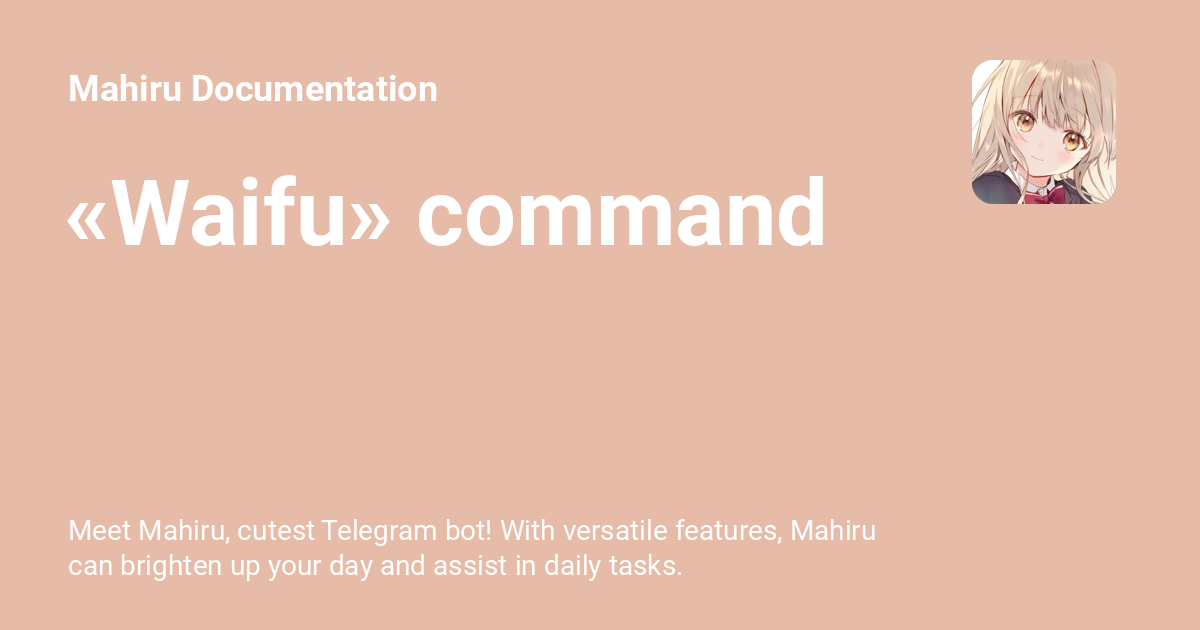 Mahiru Documentation
«Waifu» command
Meet Mahiru, cutest Telegram bot! With versatile features, Mahiru
can brighten up your day and assist in daily tasks.